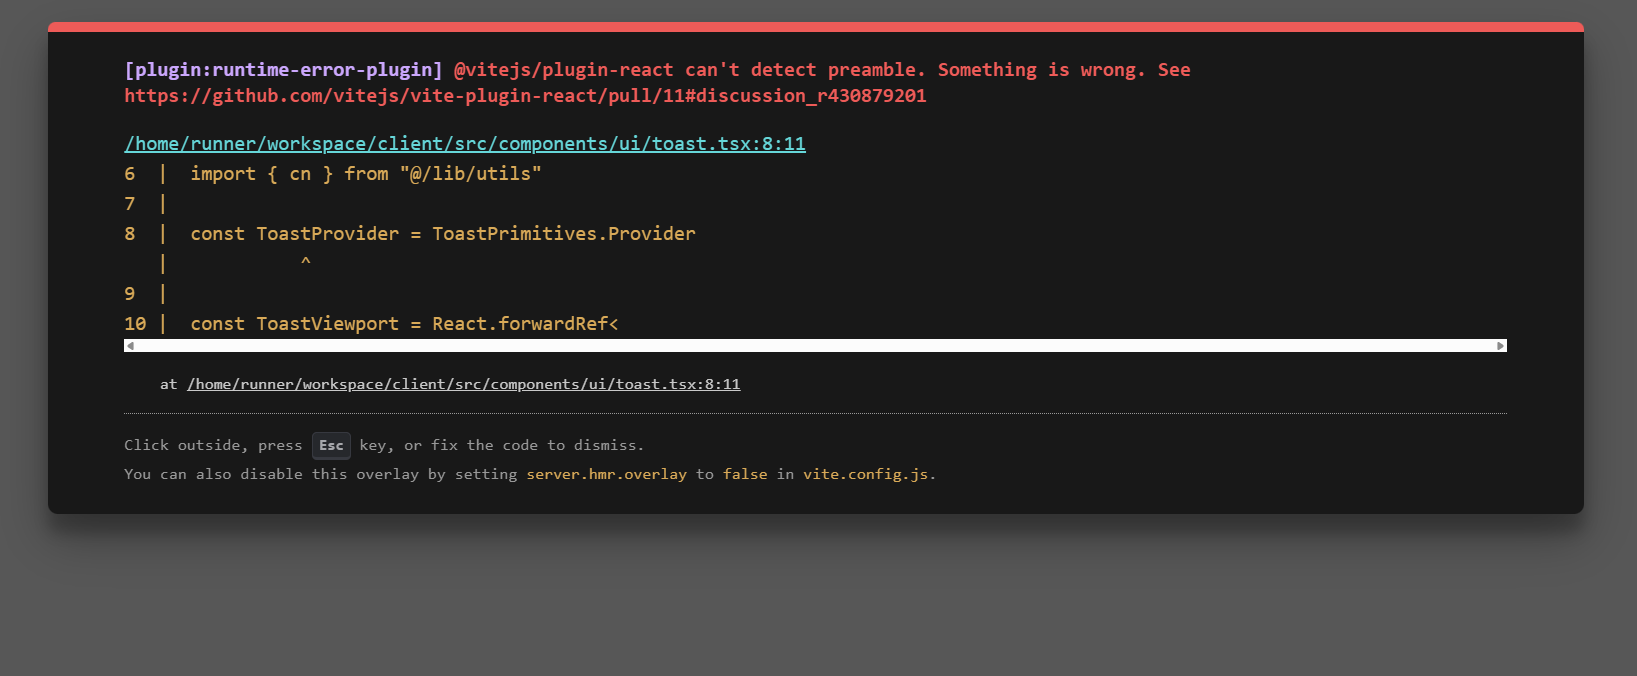 [plugin:runtime-error-plugin] @vitejs/plugin-react can't detect preamble. Something is wrong. See
https://github.com/vitejs/vite-plugin-react/pull/11#discussion_r430879201
/home/runner/workspace/client/src/components/ui/toast.tsx:8:11
6  |  import { cn } from "@/lib/utils"
7  |
8  |  const ToastProvider = ToastPrimitives.Provider
   |            ^
9  |
10 |  const ToastViewport = React.forwardRef<
at /home/runner/workspace/client/src/components/ui/toast.tsx:8:11
Click outside, press Esc key, or fix the code to dismiss.
You can also disable this overlay by setting server.hmr.overlay to false in vite.config.js.